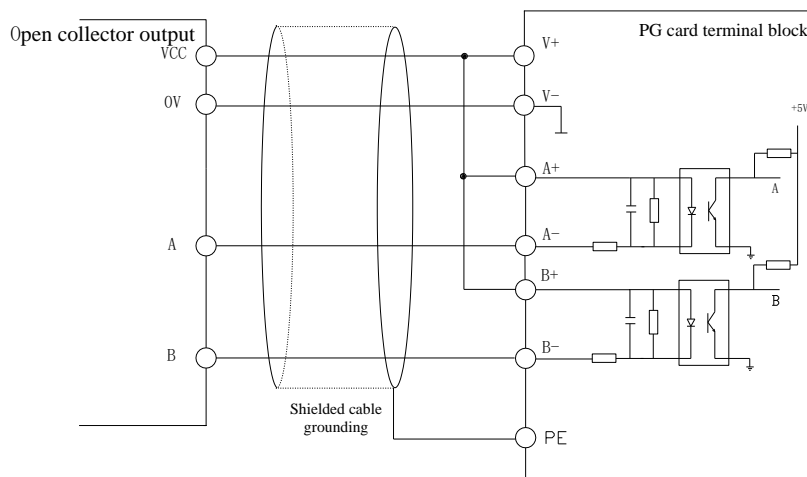 Open collector output
PG card terminal block
VCC
V+
0V
V-
+5V
A+
A
A
A-
B+
B
B
B-
Shielded cable
grounding
PE